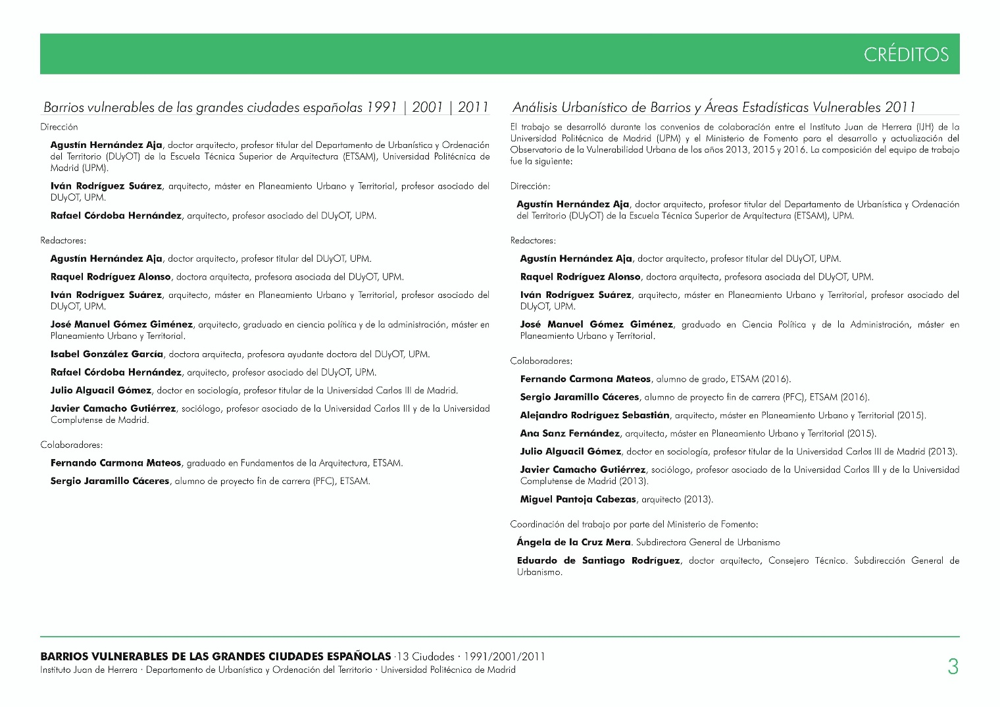 CRÉDITOS
Barrios vulnerables de las grandes ciudades españolas 1991 | 2001 | 2011
Dirección
Agustín Hernández Aja, doctor arquitecto, profesor titular del Departamento de Urbanística y Ordenación
del Territorio (DUyOT) de la Escuela Técnica Superior de Arquitectura (ETSAM), Universidad Politécnica de
Madrid (UPM).
Iván Rodríguez Suárez, arquitecto, máster en Planeamiento Urbano y Territorial, profesor asociado del
DUyOT, UPM.
Rafael Córdoba Hernández, arquitecto, profesor asociado del DUyOT, UPM.
Redactores:
Agustín Hernández Aja, doctor arquitecto, profesor titular del DUyOT, UPM.
Raquel Rodríguez Alonso, doctora arquitecta, profesora asociada del DUyOT, UPM.
Iván Rodríguez Suárez, arquitecto, máster en Planeamiento Urbano y Territorial, profesor asociado del
DUyOT, UPM.
José Manuel Gómez Giménez, arquitecto, graduado en ciencia política y de la administración, máster en
Planeamiento Urbano y Territorial.
Isabel González García, doctora arquitecta, profesora ayudante doctora del DUyOT, UPM.
Rafael Córdoba Hernández, arquitecto, profesor asociado del DUyOT, UPM.
Julio Alguacil Gómez, doctor en sociología, profesor titular de la Universidad Carlos III de Madrid.
Javier Camacho Gutiérrez, sociólogo, profesor asociado de la Universidad Carlos III y de la Universidad
Complutense de Madrid.
Colaboradores:
Fernando Carmona Mateos, graduado en Fundamentos de la Arquitectura, ETSAM.
Sergio Jaramillo Cáceres, alumno de proyecto fin de carrera (PFC), ETSAM.
Análisis Urbanístico de Barrios y Áreas Estadísticas Vulnerables 2011
El trabajo se desarrolló durante los convenios de colaboración entre el Instituto Juan de Herrera (IJH) de la
Universidad Politécnica de Madrid (UPM) y el Ministerio de Fomento para el desarrollo y actualización del
Observatorio de la Vulnerabilidad Urbana de los años 2013, 2015 y 2016. La composición del equipo de trabajo
fue la siguiente:
Dirección:
Agustín Hernández Aja, doctor arquitecto, profesor titular del Departamento de Urbanística y Ordenación
del Territorio (DUyOT) de la Escuela Técnica Superior de Arquitectura (ETSAM), UPM.
Redactores:
Agustín Hernández Aja, doctor arquitecto, profesor titular del DUyOT, UPM.
Raquel Rodríguez Alonso, doctora arquitecta, profesora asociada del DUyOT, UPM.
Iván Rodríguez Suárez, arquitecto, máster en Planeamiento Urbano y Territorial, profesor asociado del
DUyOT, UPM.
José Manuel Gómez Giménez, graduado en Ciencia Política y de la Administración, máster en
Planeamiento Urbano y Territorial.
Colaboradores:
Fernando Carmona Mateos, alumno de grado, ETSAM (2016).
Sergio Jaramillo Cáceres, alumno de proyecto fin de carrera (PFC), ETSAM (2016).
Alejandro Rodríguez Sebastián, arquitecto, máster en Planeamiento Urbano y Territorial (2015).
Ana Sanz Fernández, arquitecta, máster en Planeamiento Urbano y Territorial (2015).
Julio Alguacil Gómez, doctor en sociología, profesor titular de la Universidad Carlos III de Madrid (2013).
Javier Camacho Gutiérrez, sociólogo, profesor asociado de la Universidad Carlos III y de la Universidad
Complutense de Madrid (2013).
Miguel Pantoja Cabezas, arquitecto (2013).
Coordinación del trabajo por parte del Ministerio de Fomento:
Ángela de la Cruz Mera. Subdirectora General de Urbanismo
Eduardo de Santiago Rodríguez, doctor arquitecto, Consejero Técnico. Subdirección General de
Urbanismo.
BARRIOS VULNERABLES DE LAS GRANDES CIUDADES ESPAÑOLAS ·13 Ciudades · 1991/2001/2011
Instituto Juan de Herrera · Departamento de Urbanística y Ordenación del Territorio · Universidad Politécnica de Madrid
3